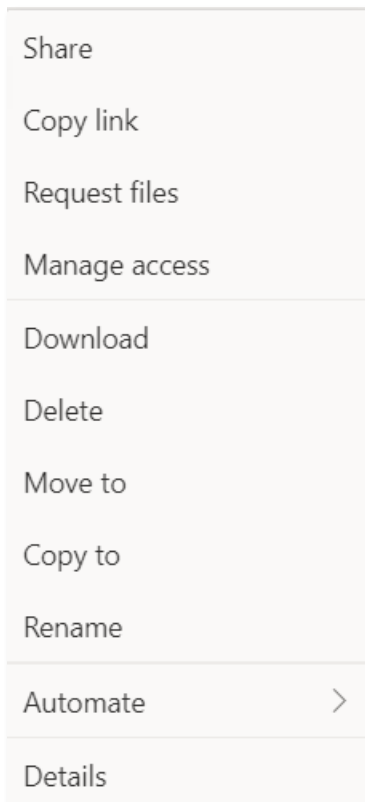 Share
Copy link
Request files
Manage access
Download
Delete
Move to
Copy to
Rename
Automate
Details